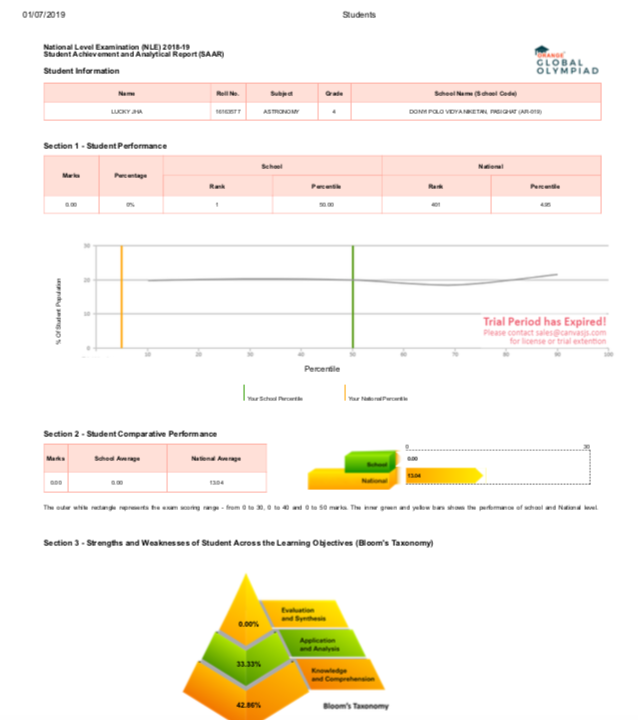 01/07/2019
Students
National Level Examination (NLE) 2018-19
Student Achievement and Analytical Report (SAAR)
ORANGE
GLOBAL
OLYMPIAD
Student Information
Name Roll No. Subject Grade School Name (School Code)
LUCKY JHA ASTRONOMY 4 DONYI POLO VIDYA NIKETAN, PASIGHAT (AR-019)
Section 1 - Student Performance
Marks Percentage School National
Rank Percentile Rank Percentile
0.00 0% 1 50.00 401 4.95
% Of Student Population
30
20
10
0
10 20 30 40 50 60 70 80 90 100
Trial Period has Expired!
Please contact sales@canvasjs.com
for license or trial extention
Percentile
Your School Percentile Your National Percentile
Section 2 - Student Comparative Performance
Marks School Average National Average
0.00 0.00 13.04
School
National
0 30
0.00
13.04
The outer white rectangle represents the exam scoring range - from 0 to 30, 0 to 40 and 0 to 50 marks. The inner green and yellow bars shows the performance of school and National level.
Section 3 - Strengths and Weaknesses of Student Across the Learning Objectives (Bloom's Taxonomy)
0.00%
Evaluation
and Synthesis
33.33%
Application
and Analysis
42.86%
Knowledge
and Comprehension
Bloom's Taxonomy